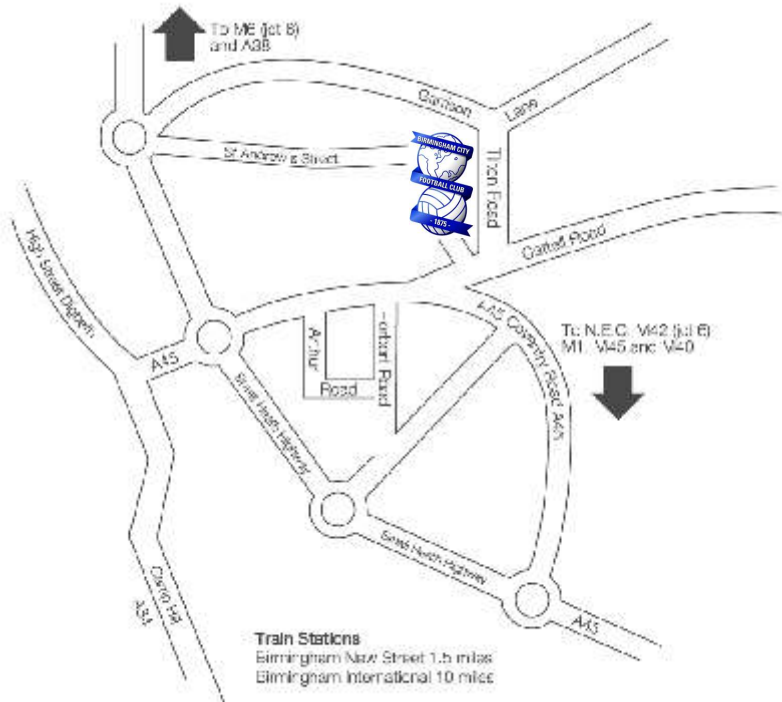 To M6 (jct 6)
and A38
Garrison
Lane
St Andrew's Street
BIRMINGHAM CITY
FOOTBALL CLUB
- 1875 -
Tilton Road
Cattell Road
High Street Digbeth
A45
A45 Coventry Road A45
To N.E.C. M42 (jct 6)
M1, M45 and M40
Arthur
Road
Herbert Road
Small Heath Highway
Small Heath Highway
Camp Hill
A34
A45
Train Stations
Birmingham New Street 1.5 miles
Birmingham International 10 miles